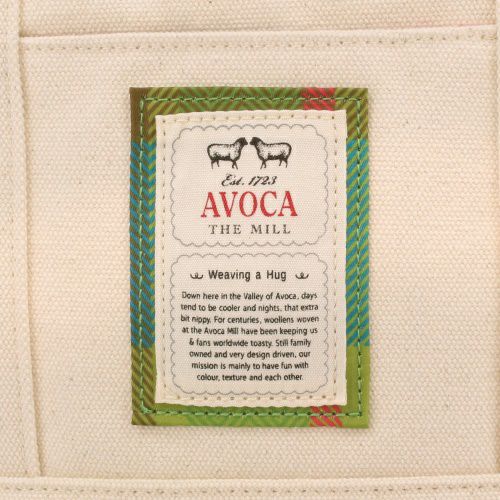 Est. 1723
AVOCA
THE MILL
Weaving a Hug
Down here in the Valley of Avoca, days
tend to be cooler and nights, that extra
bit nippy. For centuries, woollens woven
at the Avoca Mill have been keeping us
& fans worldwide toasty. Still family
owned and very design driven, our
mission is mainly to have fun with
colour, texture and each other.